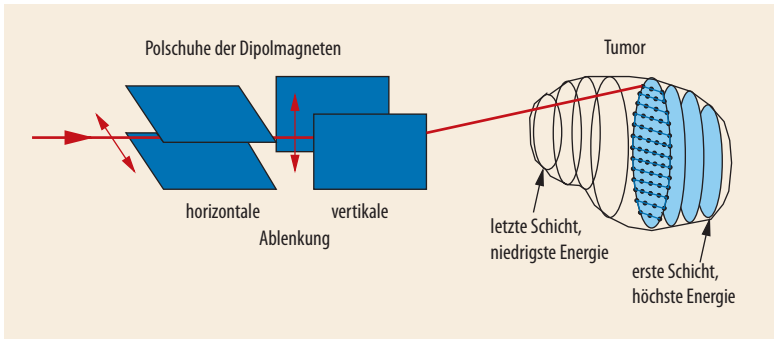 Polschuhe der Dipolmagneten
Tumor
horizontale
vertikale
Ablenkung
letzte Schicht,
niedrigste Energie
erste Schicht,
höchste Energie